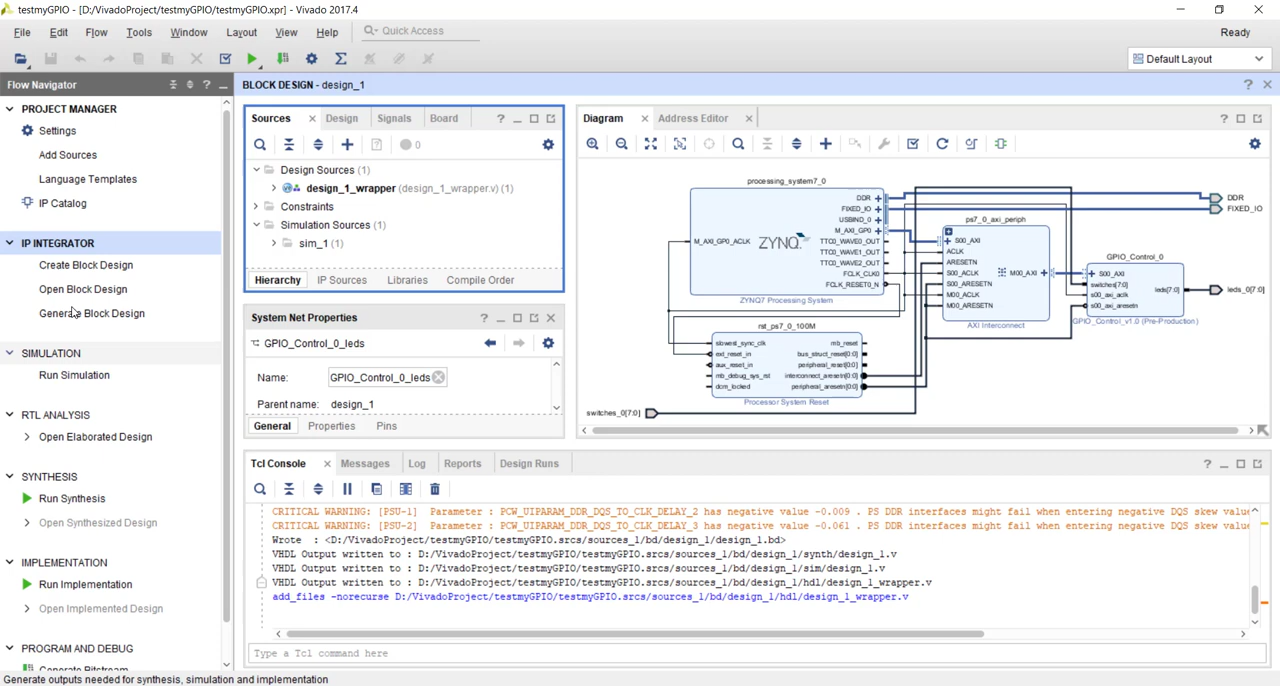 testmyGPIO - [D:/VivadoProject/testmyGPIO/testmyGPIO.xpr] - Vivado 2017.4
File Edit Flow Tools Window Layout View Help Quick Access
Ready
Default Layout
Flow Navigator
PROJECT MANAGER
Settings
Add Sources
Language Templates
IP Catalog
IP INTEGRATOR
Create Block Design
Open Block Design
Generate Block Design
SIMULATION
Run Simulation
RTL ANALYSIS
Open Elaborated Design
SYNTHESIS
Run Synthesis
Open Synthesized Design
IMPLEMENTATION
Run Implementation
Open Implemented Design
PROGRAM AND DEBUG
Generate Bitstream
BLOCK DESIGN - design_1
Sources Design Signals Board
0
Design Sources (1)
design_1_wrapper (design_1_wrapper.v) (1)
Constraints
Simulation Sources (1)
sim_1 (1)
Hierarchy IP Sources Libraries Compile Order
System Net Properties
GPIO_Control_0_leds
Name: GPIO_Control_0_leds
Parent name: design_1
General Properties Pins
Diagram Address Editor
processing_system7_0
DDR
FIXED_IO
USBIND_0
M_AXI_GP0
M_AXI_GP0_ACLK
ZYNQ
TTC0_WAVE0_OUT
TTC0_WAVE1_OUT
TTC0_WAVE2_OUT
FCLK_CLK0
FCLK_RESET0_N
ZYNQ7 Processing System
DDR
FIXED_IO
ps7_0_axi_periph
S00_AXI
ACLK
ARESETN
S00_ACLK
S00_ARESETN
M00_ACLK
M00_ARESETN
M00_AXI
AXI Interconnect
GPIO_Control_0
S00_AXI
switches[7:0]
s00_axi_aclk
s00_axi_aresetn
leds[7:0]
GPIO_Control_v1.0 (Pre-Production)
leds_0[7:0]
rst_ps7_0_100M
slowest_sync_clk
ext_reset_in
aux_reset_in
mb_debug_sys_rst
dcm_locked
mb_reset
bus_struct_reset[0:0]
peripheral_reset[0:0]
interconnect_aresetn[0:0]
peripheral_aresetn[0:0]
Processor System Reset
switches_0[7:0]
Tcl Console Messages Log Reports Design Runs
CRITICAL WARNING: [PSU-1] Parameter : PCW_UIPARAM_DDR_DQS_TO_CLK_DELAY_2 has negative value -0.009 . PS DDR interfaces might fail when entering negative DQS skew value
CRITICAL WARNING: [PSU-2] Parameter : PCW_UIPARAM_DDR_DQS_TO_CLK_DELAY_3 has negative value -0.061 . PS DDR interfaces might fail when entering negative DQS skew value
Wrote : <D:/VivadoProject/testmyGPIO/testmyGPIO.srcs/sources_1/bd/design_1/design_1.bd>
VHDL Output written to : D:/VivadoProject/testmyGPIO/testmyGPIO.srcs/sources_1/bd/design_1/synth/design_1.v
VHDL Output written to : D:/VivadoProject/testmyGPIO/testmyGPIO.srcs/sources_1/bd/design_1/sim/design_1.v
VHDL Output written to : D:/VivadoProject/testmyGPIO/testmyGPIO.srcs/sources_1/bd/design_1/hdl/design_1_wrapper.v
add_files -norecurse D:/VivadoProject/testmyGPIO/testmyGPIO.srcs/sources_1/bd/design_1/hdl/design_1_wrapper.v
Type a Tcl command here
Generate outputs needed for synthesis, simulation and implementation